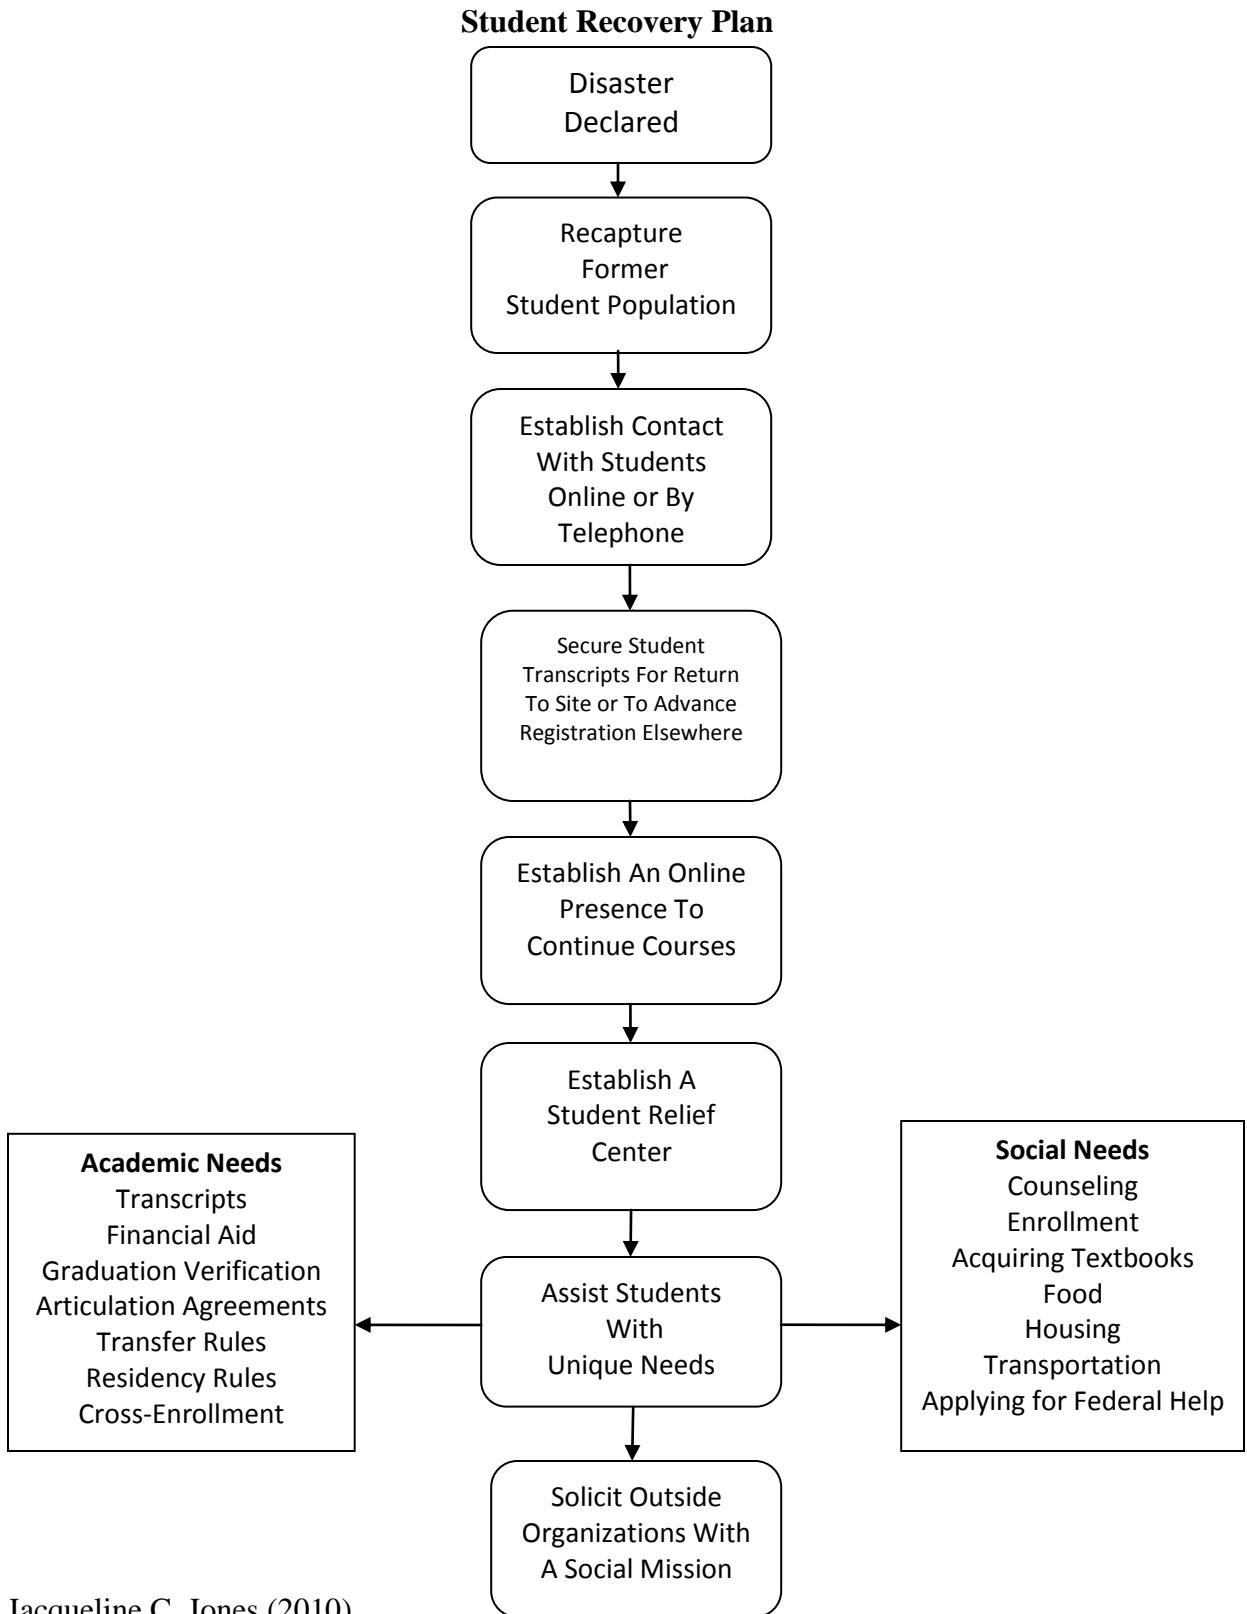 Student Recovery Plan
Disaster
Declared
Recapture
Former
Student Population
Establish Contact
With Students
Online or By
Telephone
Secure Student
Transcripts For Return
To Site or To Advance
Registration Elsewhere
Establish An Online
Presence To
Continue Courses
Establish A
Student Relief
Center
Academic Needs
Transcripts
Financial Aid
Graduation Verification
Articulation Agreements
Transfer Rules
Residency Rules
Cross-Enrollment
Assist Students
With
Unique Needs
Social Needs
Counseling
Enrollment
Acquiring Textbooks
Food
Housing
Transportation
Applying for Federal Help
Solicit Outside
Organizations With
A Social Mission
Jacqueline C. Jones (2010)